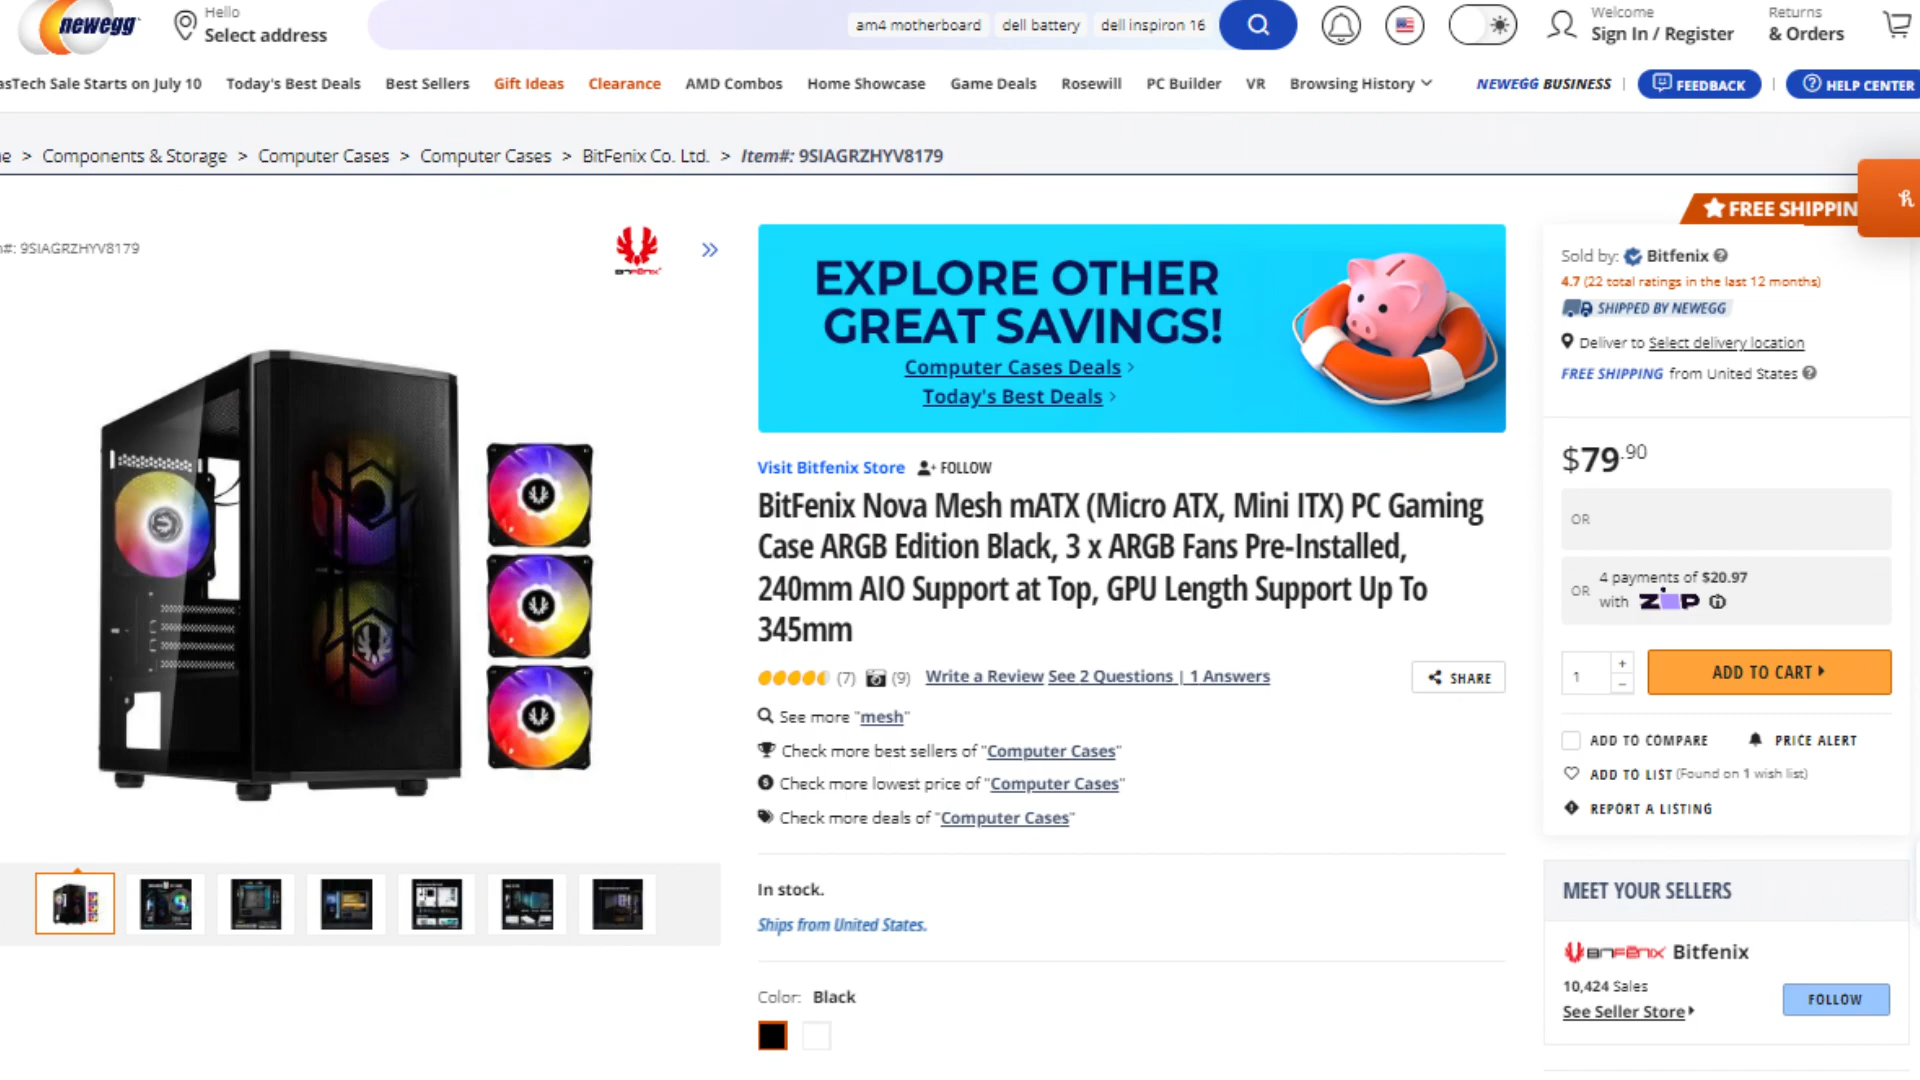 newegg
Hello
Select address
am4 motherboard
dell battery
dell inspiron 16
Welcome
Sign In / Register
Returns
& Orders
asTech Sale Starts on July 10
Today's Best Deals
Best Sellers
Gift Ideas
Clearance
AMD Combos
Home Showcase
Game Deals
Rosewill
PC Builder
VR
Browsing History
NEWEGG BUSINESS
FEEDBACK
HELP CENTER
e > Components & Storage > Computer Cases > Computer Cases > BitFenix Co. Ltd. > Item#: 9SIAGRZHYV8179
#: 9SIAGRZHYV8179
BITFENIX
EXPLORE OTHER
GREAT SAVINGS!
Computer Cases Deals >
Today's Best Deals >
Visit Bitfenix Store
FOLLOW
BitFenix Nova Mesh mATX (Micro ATX, Mini ITX) PC Gaming
Case ARGB Edition Black, 3 x ARGB Fans Pre-Installed,
240mm AIO Support at Top, GPU Length Support Up To
345mm
(7)
(9)
Write a Review
See 2 Questions | 1 Answers
SHARE
See more "mesh"
Check more best sellers of "Computer Cases"
Check more lowest price of "Computer Cases"
Check more deals of "Computer Cases"
In stock.
Ships from United States.
Color: Black
FREE SHIPPIN
Sold by: Bitfenix
4.7 (22 total ratings in the last 12 months)
SHIPPED BY NEWEGG
Deliver to Select delivery location
FREE SHIPPING from United States
$79.90
OR
OR
4 payments of $20.97
with ZIP
1
+
−
ADD TO CART
ADD TO COMPARE
PRICE ALERT
ADD TO LIST (Found on 1 wish list)
REPORT A LISTING
MEET YOUR SELLERS
BITFENIX Bitfenix
10,424 Sales
See Seller Store
FOLLOW